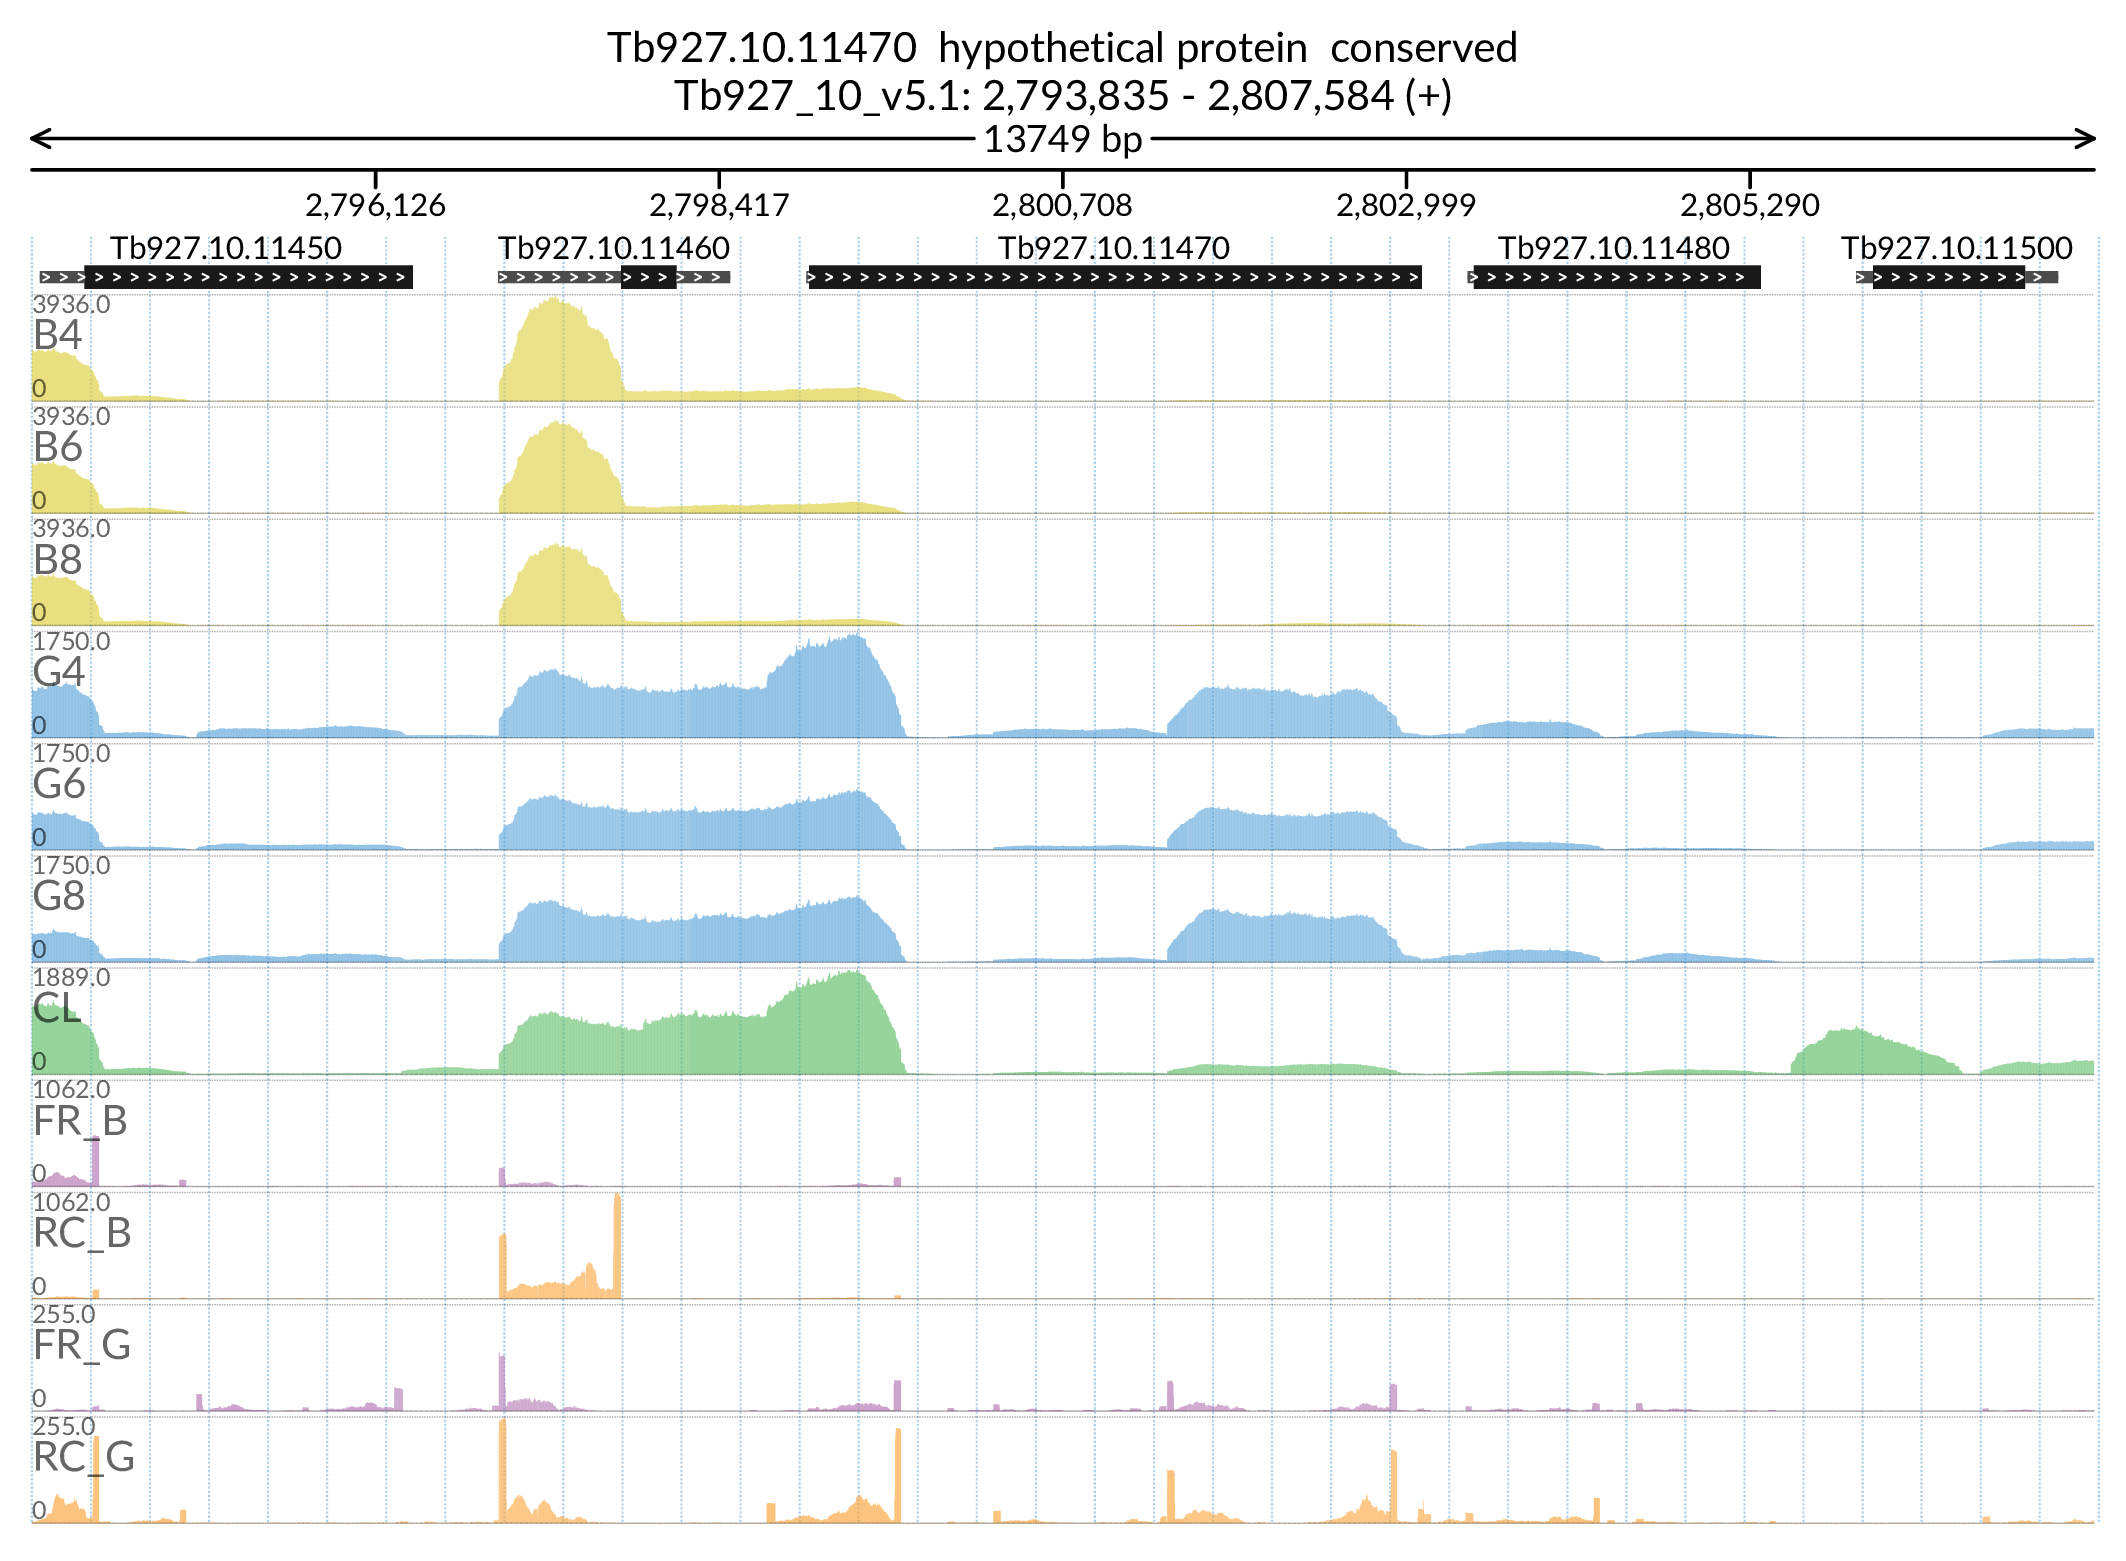 Tb927.10.11470 hypothetical protein conserved
Tb927_10_v5.1: 2,793,835 - 2,807,584 (+)
13749 bp
2,796,126 2,798,417 2,800,708 2,802,999 2,805,290
Tb927.10.11450 Tb927.10.11460 Tb927.10.11470 Tb927.10.11480 Tb927.10.11500
3936.0
B4
0
3936.0
B6
0
3936.0
B8
0
1750.0
G4
0
1750.0
G6
0
1750.0
G8
0
1889.0
CL
0
1062.0
FR_B
0
1062.0
RC_B
0
255.0
FR_G
0
255.0
RC_G
0